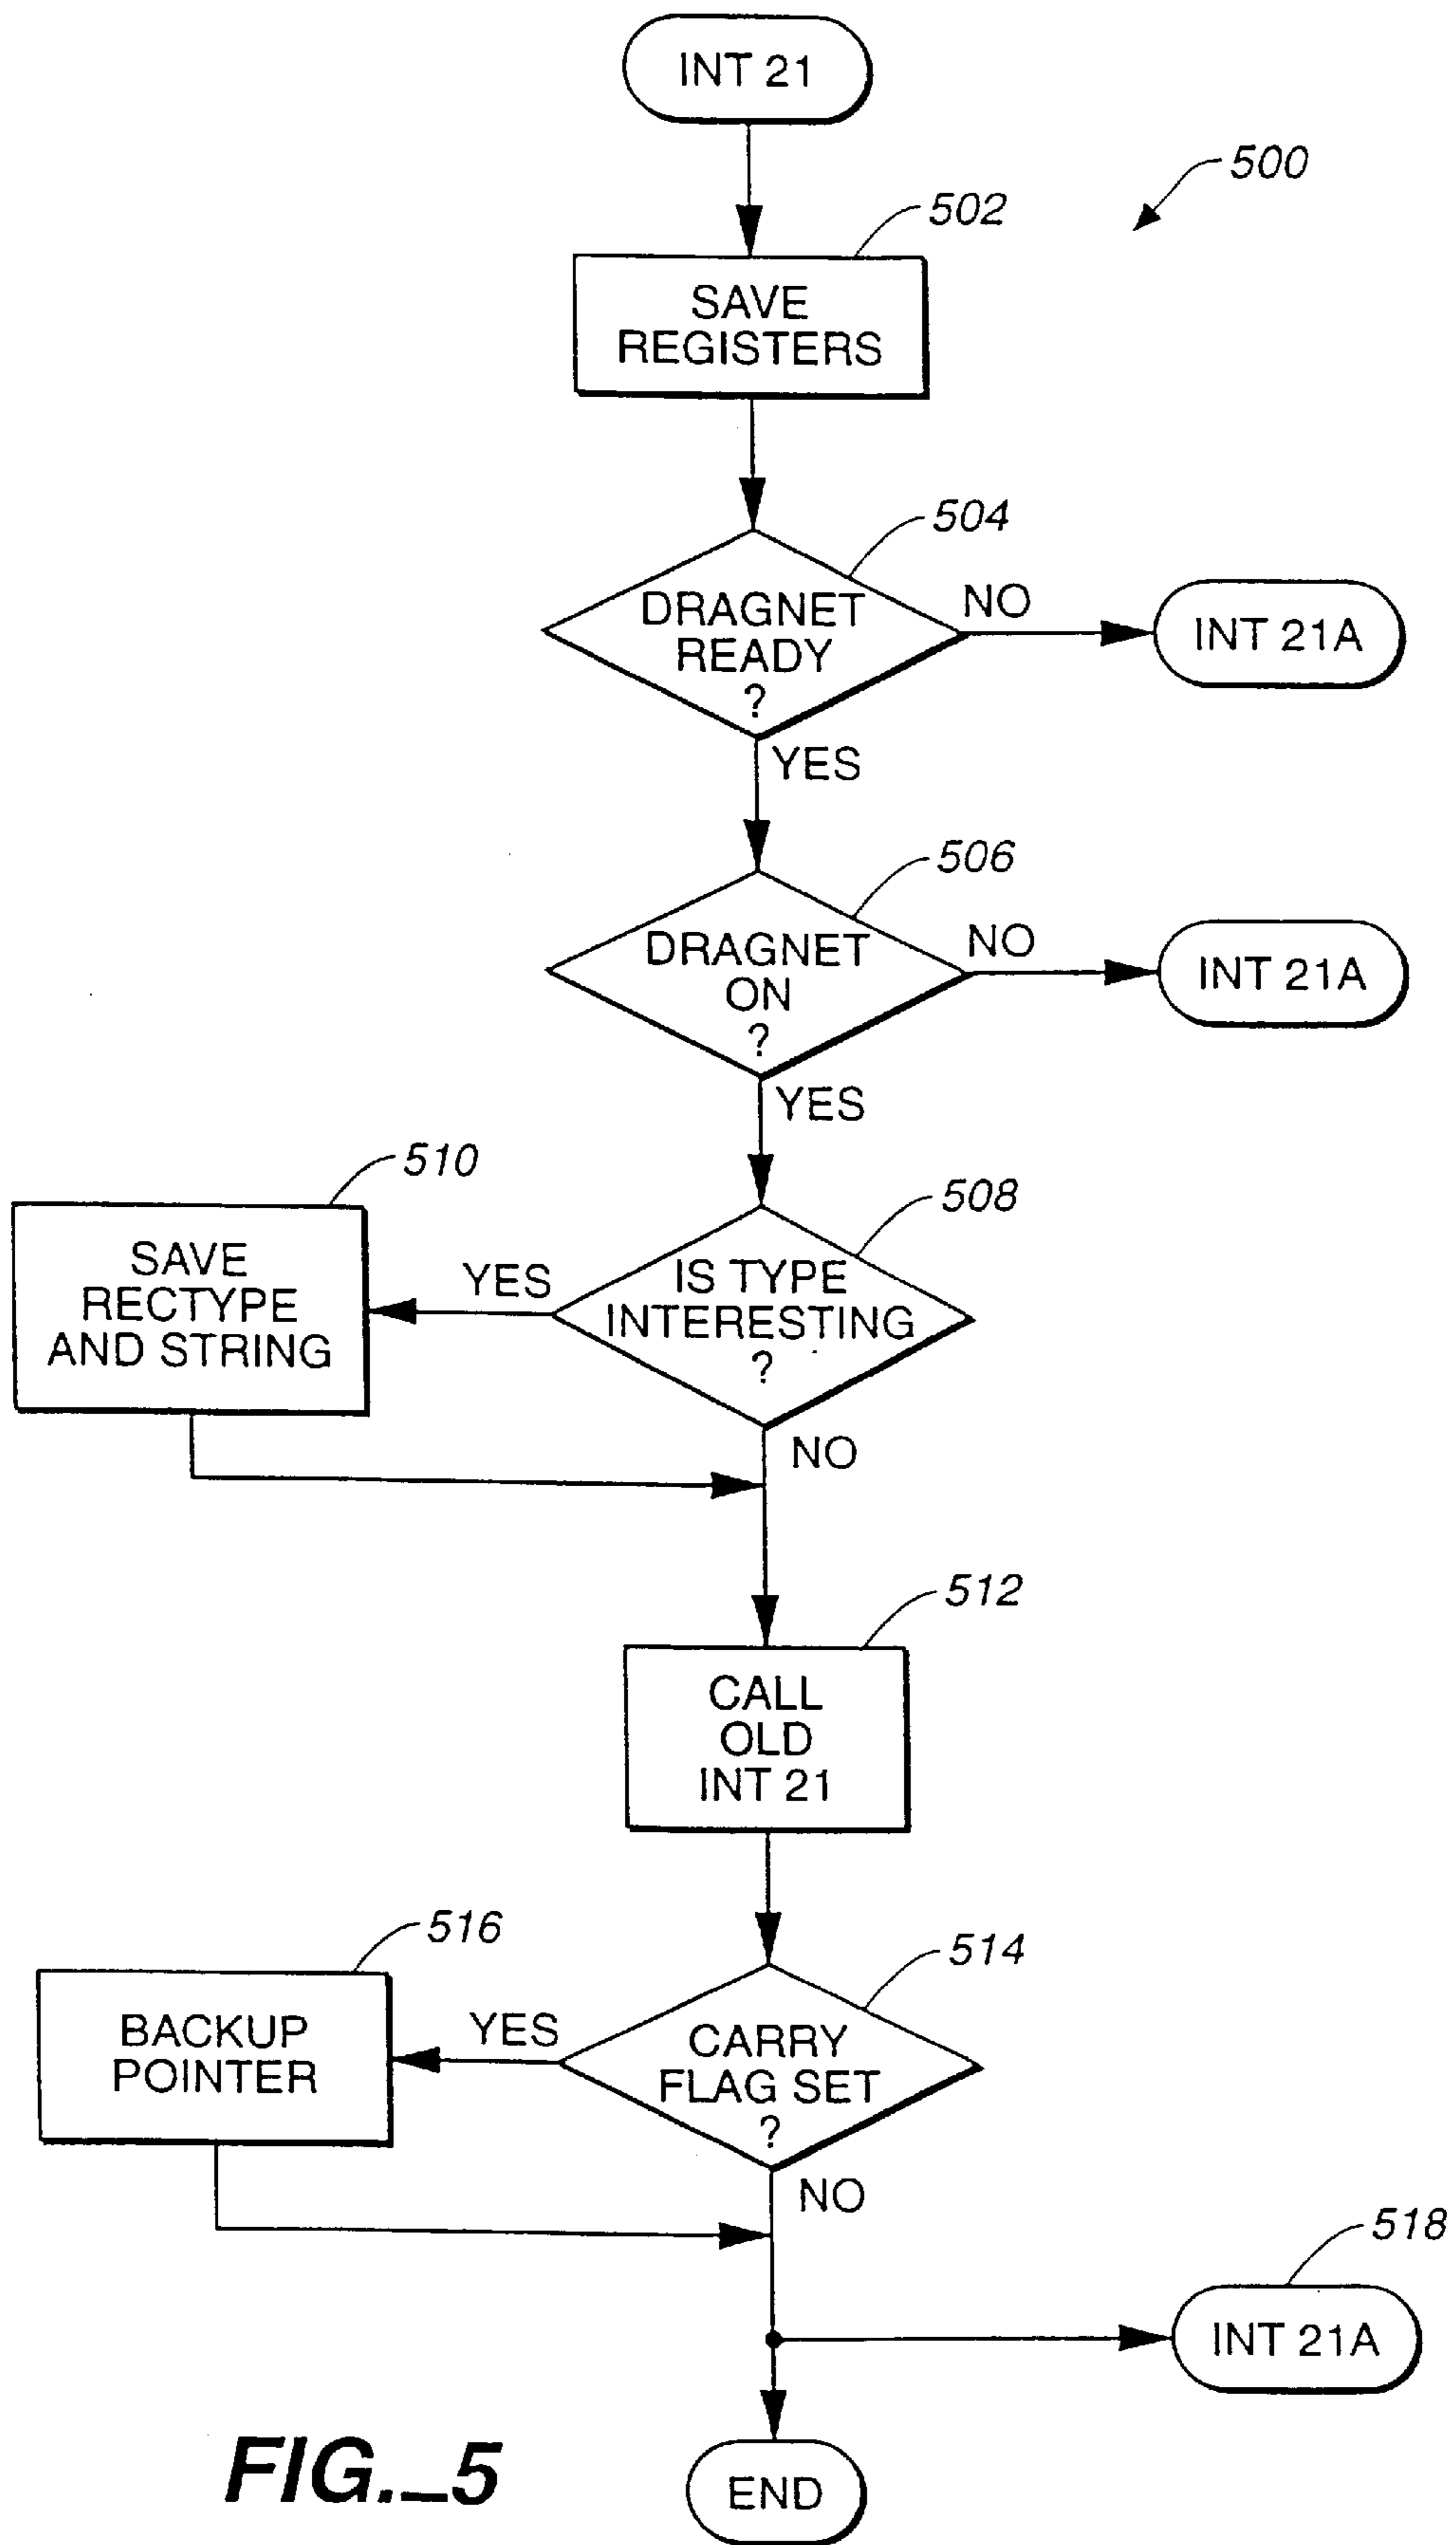 INT 21
500
502
SAVE
REGISTERS
504
DRAGNET
READY
?
NO
INT 21A
YES
506
DRAGNET
ON
?
NO
INT 21A
YES
510
508
SAVE
RECTYPE
AND STRING
YES
IS TYPE
INTERESTING
?
NO
512
CALL
OLD
INT 21
516
514
BACKUP
POINTER
YES
CARRY
FLAG SET
?
NO
518
INT 21A
END
FIG._5